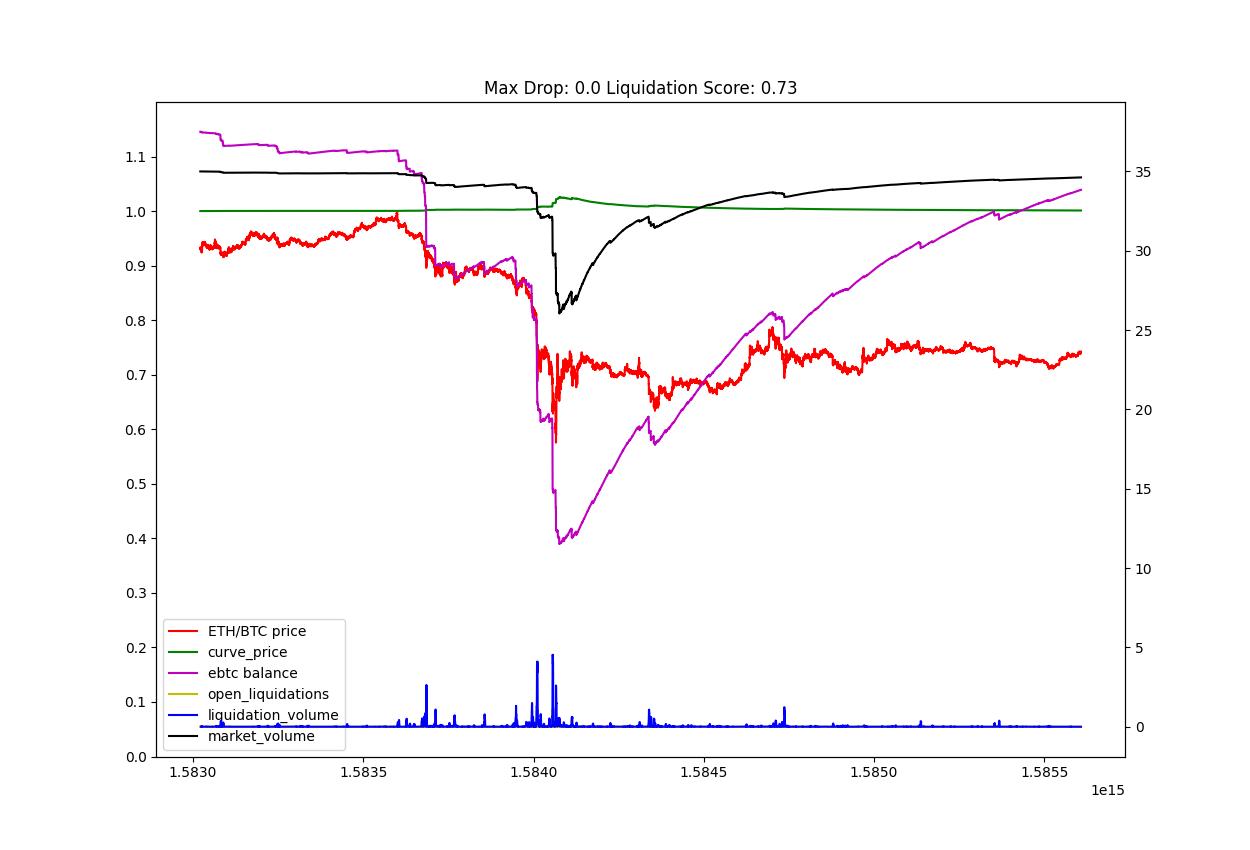 Max Drop: 0.0 Liquidation Score: 0.73
1.1
1.0
0.9
0.8
0.7
0.6
0.5
0.4
0.3
0.2
0.1
0.0
35
30
25
20
15
10
5
0
ETH/BTC price
curve_price
ebtc balance
open_liquidations
liquidation_volume
market_volume
1.5830 1.5835 1.5840 1.5845 1.5850 1.5855
1e15